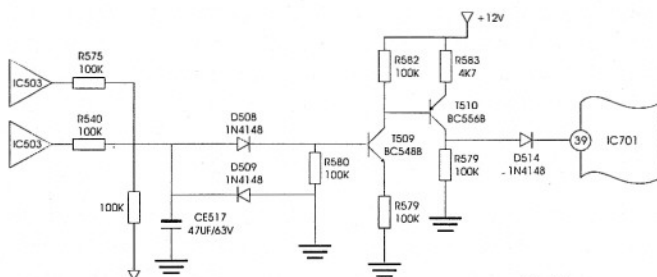 +12V
R575
100K
IC503
R582
100K
R583
4K7
R540
100K
IC503
D508
1N4148
T510
BC556B
T509
BC548B
39
IC701
D509
1N4148
R580
100K
R579
100K
D514
1N4148
100K
CE517
47UF/63V
R579
100K